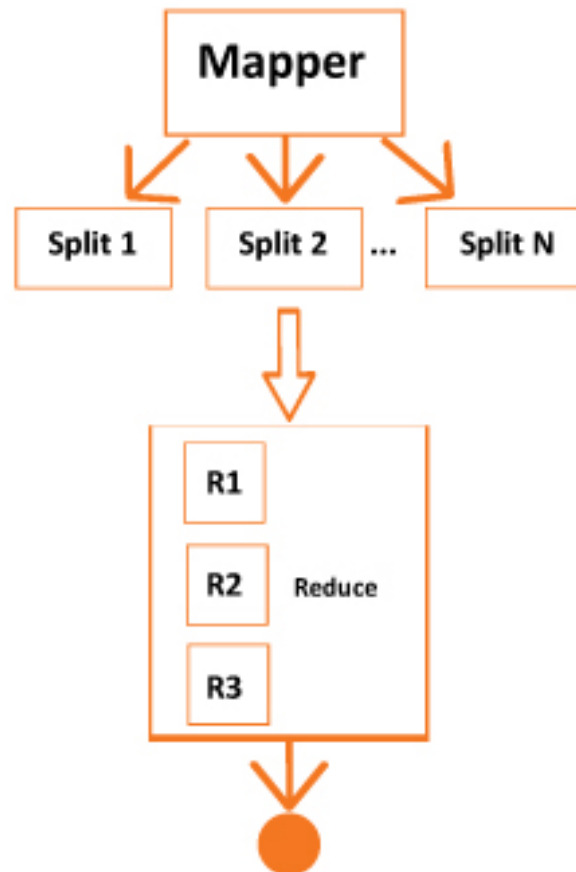 Mapper
Split 1 Split 2 ... Split N
R1
R2 Reduce
R3